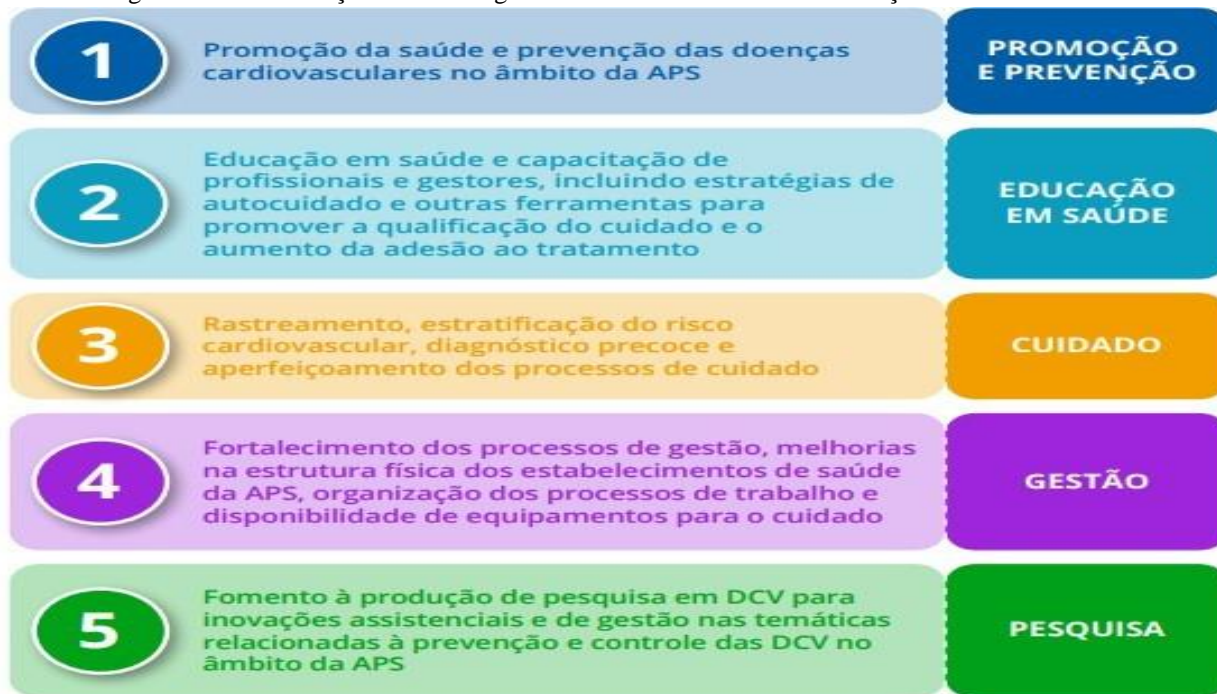 1
Promoção da saúde e prevenção das doenças
cardiovasculares no âmbito da APS
PROMOÇÃO
E PREVENÇÃO
2
Educação em saúde e capacitação de
profissionais e gestores, incluindo estratégias de
autocuidado e outras ferramentas para
promover a qualificação do cuidado e o
aumento da adesão ao tratamento
EDUCAÇÃO
EM SAÚDE
3
Rastreamento, estratificação do risco
cardiovascular, diagnóstico precoce e
aperfeiçoamento dos processos de cuidado
CUIDADO
4
Fortalecimento dos processos de gestão, melhorias
na estrutura física dos estabelecimentos de saúde
da APS, organização dos processos de trabalho e
disponibilidade de equipamentos para o cuidado
GESTÃO
5
Fomento à produção de pesquisa em DCV para
inovações assistenciais e de gestão nas temáticas
relacionadas à prevenção e controle das DCV no
âmbito da APS
PESQUISA